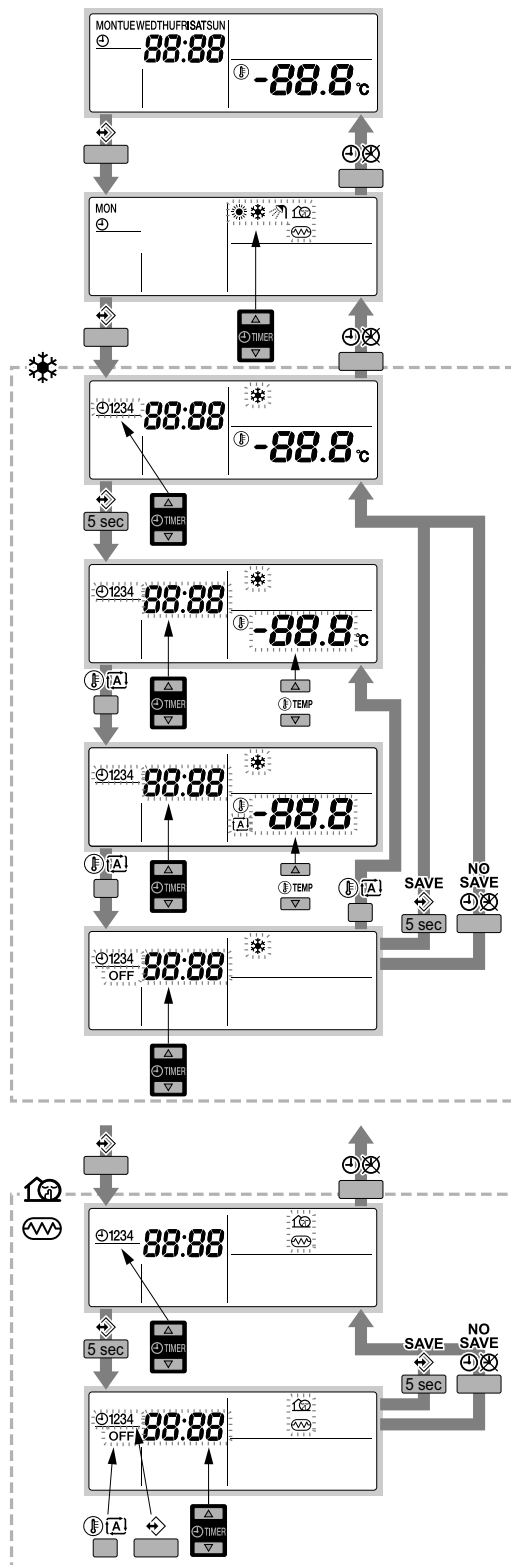 MONTUEWEDTHUFRISATSUN
88:88
-88.8 °C
MON
TIMER
1234 88:88
-88.8 °C
5 sec
TIMER
1234 88:88
-88.8 °C
A
TIMER
TEMP
1234 88:88
A -88.8
A
TIMER
TEMP
A
SAVE
NO
SAVE
5 sec
1234 88:88
OFF
TIMER
1234 88:88
5 sec
TIMER
SAVE
NO
SAVE
5 sec
1234 88:88
OFF
A
TIMER